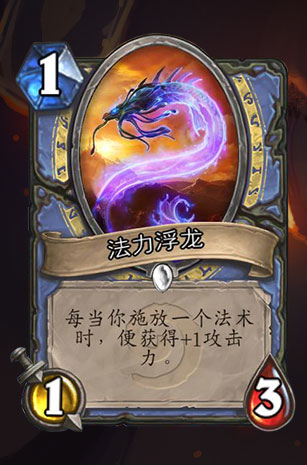 1
法力浮龙
每当你施放一个法术
时，便获得+1攻击
力。
1
3